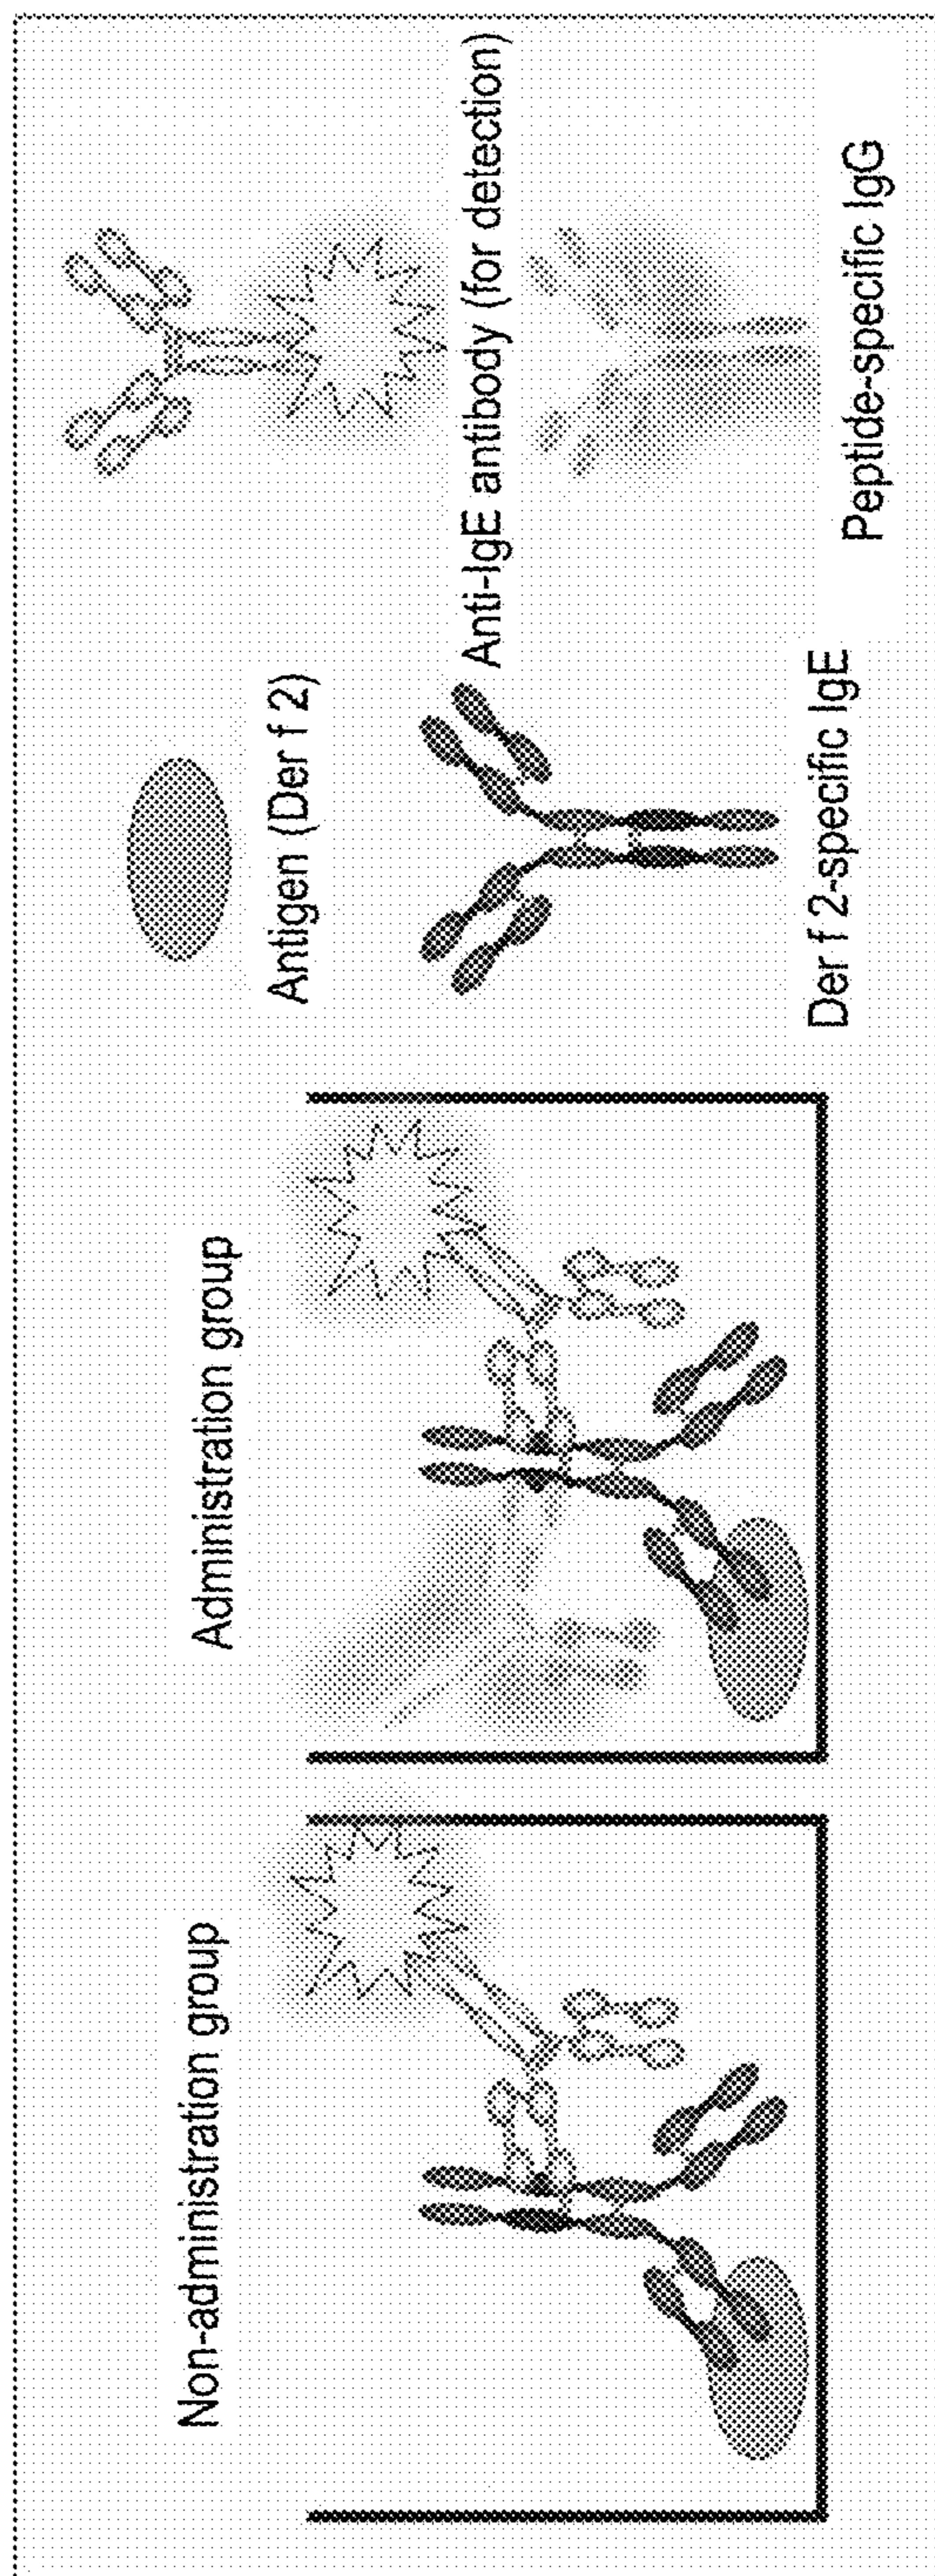 Non-administration group
Administration group
Antigen (Der f 2)
Anti-IgE antibody (for detection)
Der f 2-specific IgE
Peptide-specific IgG